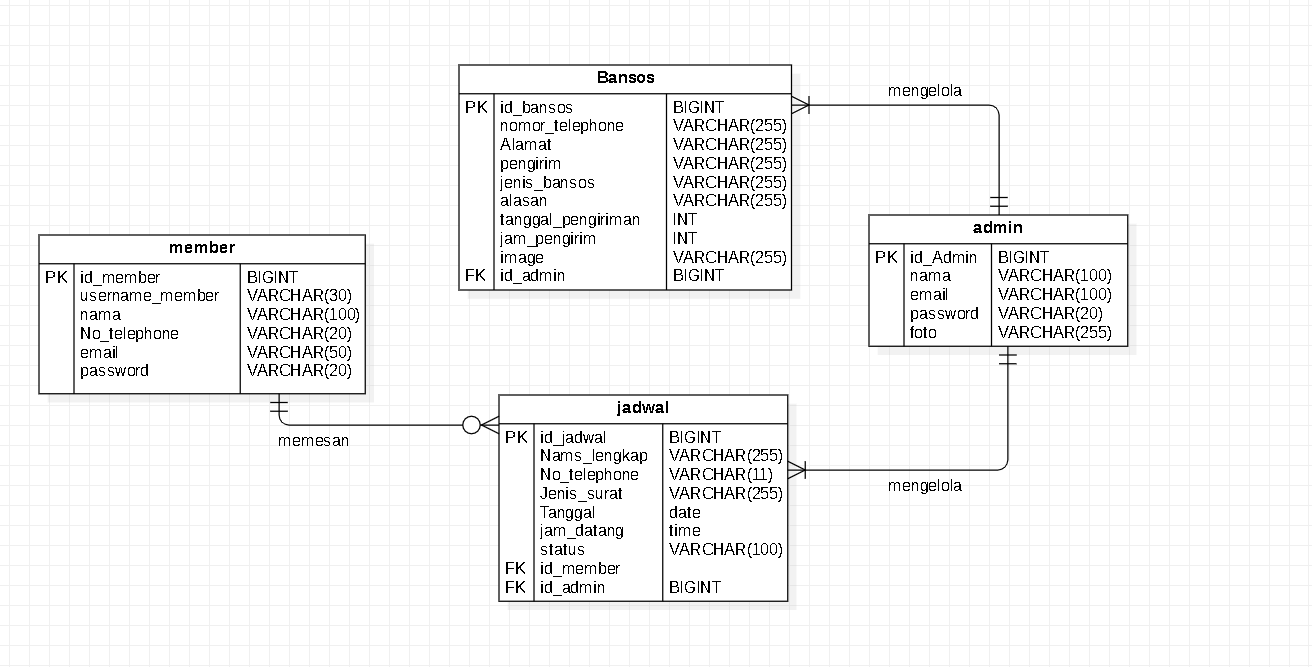 Bansos
PK id_bansos BIGINT
nomor_telephone VARCHAR(255)
Alamat VARCHAR(255)
pengirim VARCHAR(255)
jenis_bansos VARCHAR(255)
alasan VARCHAR(255)
tanggal_pengiriman INT
jam_pengirim INT
image VARCHAR(255)
FK id_admin BIGINT
mengelola
admin
PK id_Admin BIGINT
nama VARCHAR(100)
email VARCHAR(100)
password VARCHAR(20)
foto VARCHAR(255)
member
PK id_member BIGINT
username_member VARCHAR(30)
nama VARCHAR(100)
No_telephone VARCHAR(20)
email VARCHAR(50)
password VARCHAR(20)
memesan
jadwal
PK id_jadwal BIGINT
Nams_lengkap VARCHAR(255)
No_telephone VARCHAR(11)
Jenis_surat VARCHAR(255)
Tanggal date
jam_datang time
status VARCHAR(100)
FK id_member
FK id_admin BIGINT
mengelola